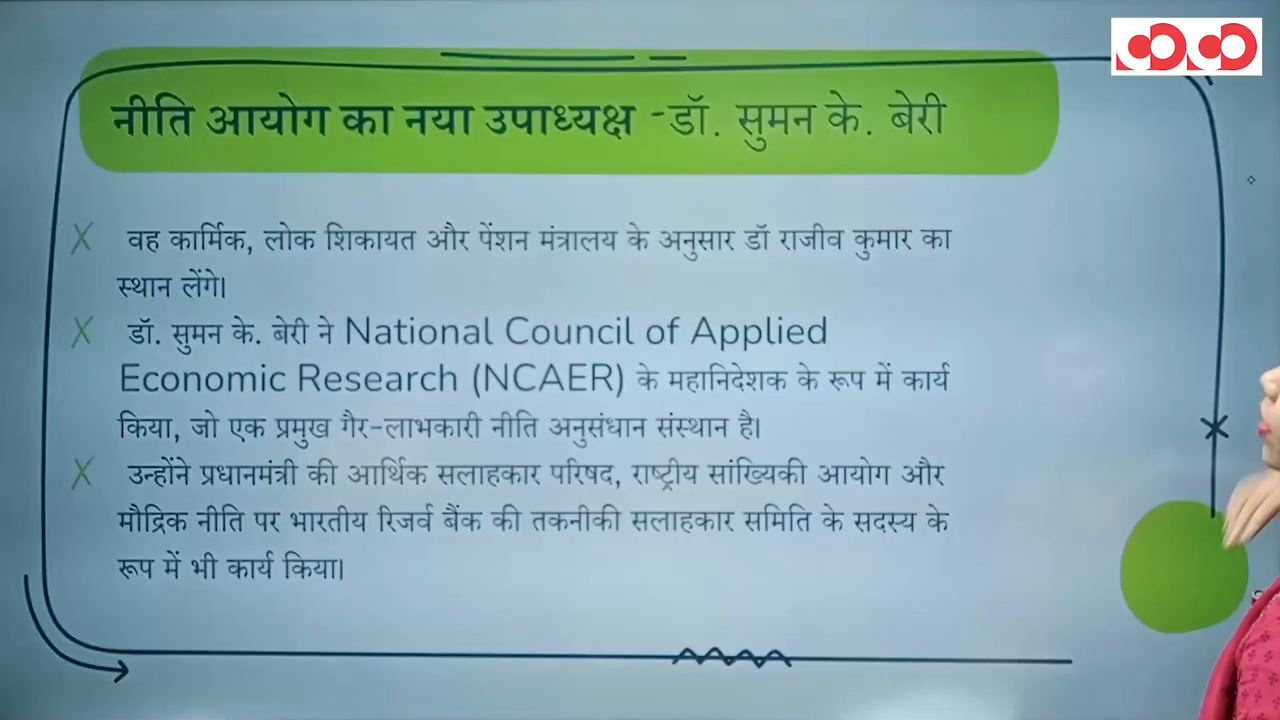 नीति आयोग का नया उपाध्यक्ष -डॉ. सुमन के. बेरी
वह कार्मिक, लोक शिकायत और पेंशन मंत्रालय के अनुसार डॉ राजीव कुमार का
स्थान लेंगे।
डॉ. सुमन के. बेरी ने National Council of Applied
Economic Research (NCAER) के महानिदेशक के रूप में कार्य
किया, जो एक प्रमुख गैर-लाभकारी नीति अनुसंधान संस्थान है।
उन्होंने प्रधानमंत्री की आर्थिक सलाहकार परिषद, राष्ट्रीय सांख्यिकी आयोग और
मौद्रिक नीति पर भारतीय रिजर्व बैंक की तकनीकी सलाहकार समिति के सदस्य के
रूप में भी कार्य किया।